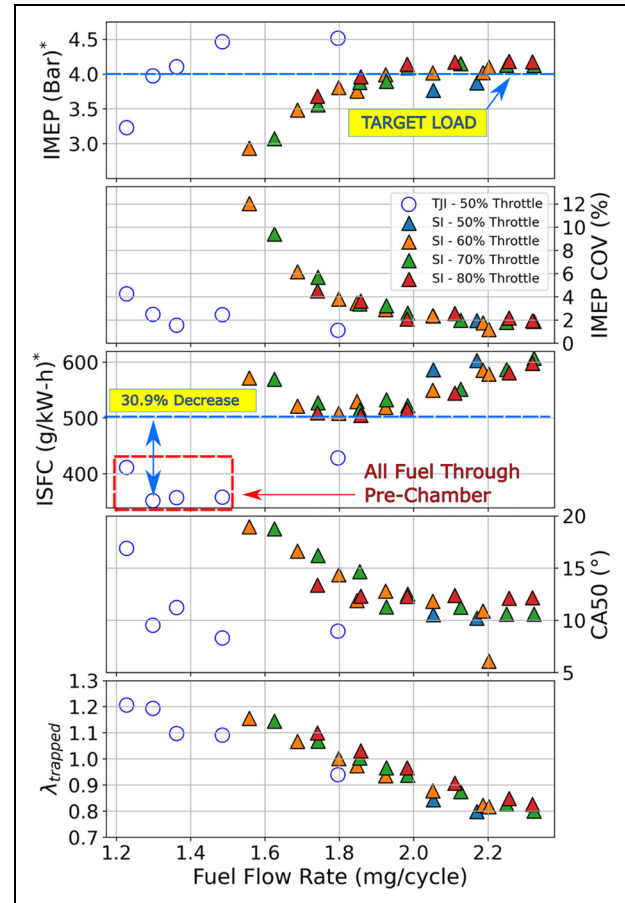 IMEP (Bar)*
4.5
4.0
3.5
3.0
TARGET LOAD
TJI - 50% Throttle
SI - 50% Throttle
SI - 60% Throttle
SI - 70% Throttle
SI - 80% Throttle
12
10
8
6
4
2
0
IMEP COV (%)
ISFC (g/kW-h)*
600
500
400
30.9% Decrease
All Fuel Through
Pre-Chamber
20
15
10
5
CA50 (°)
λtrapped
1.3
1.2
1.1
1.0
0.9
0.8
0.7
1.2 1.4 1.6 1.8 2.0 2.2
Fuel Flow Rate (mg/cycle)